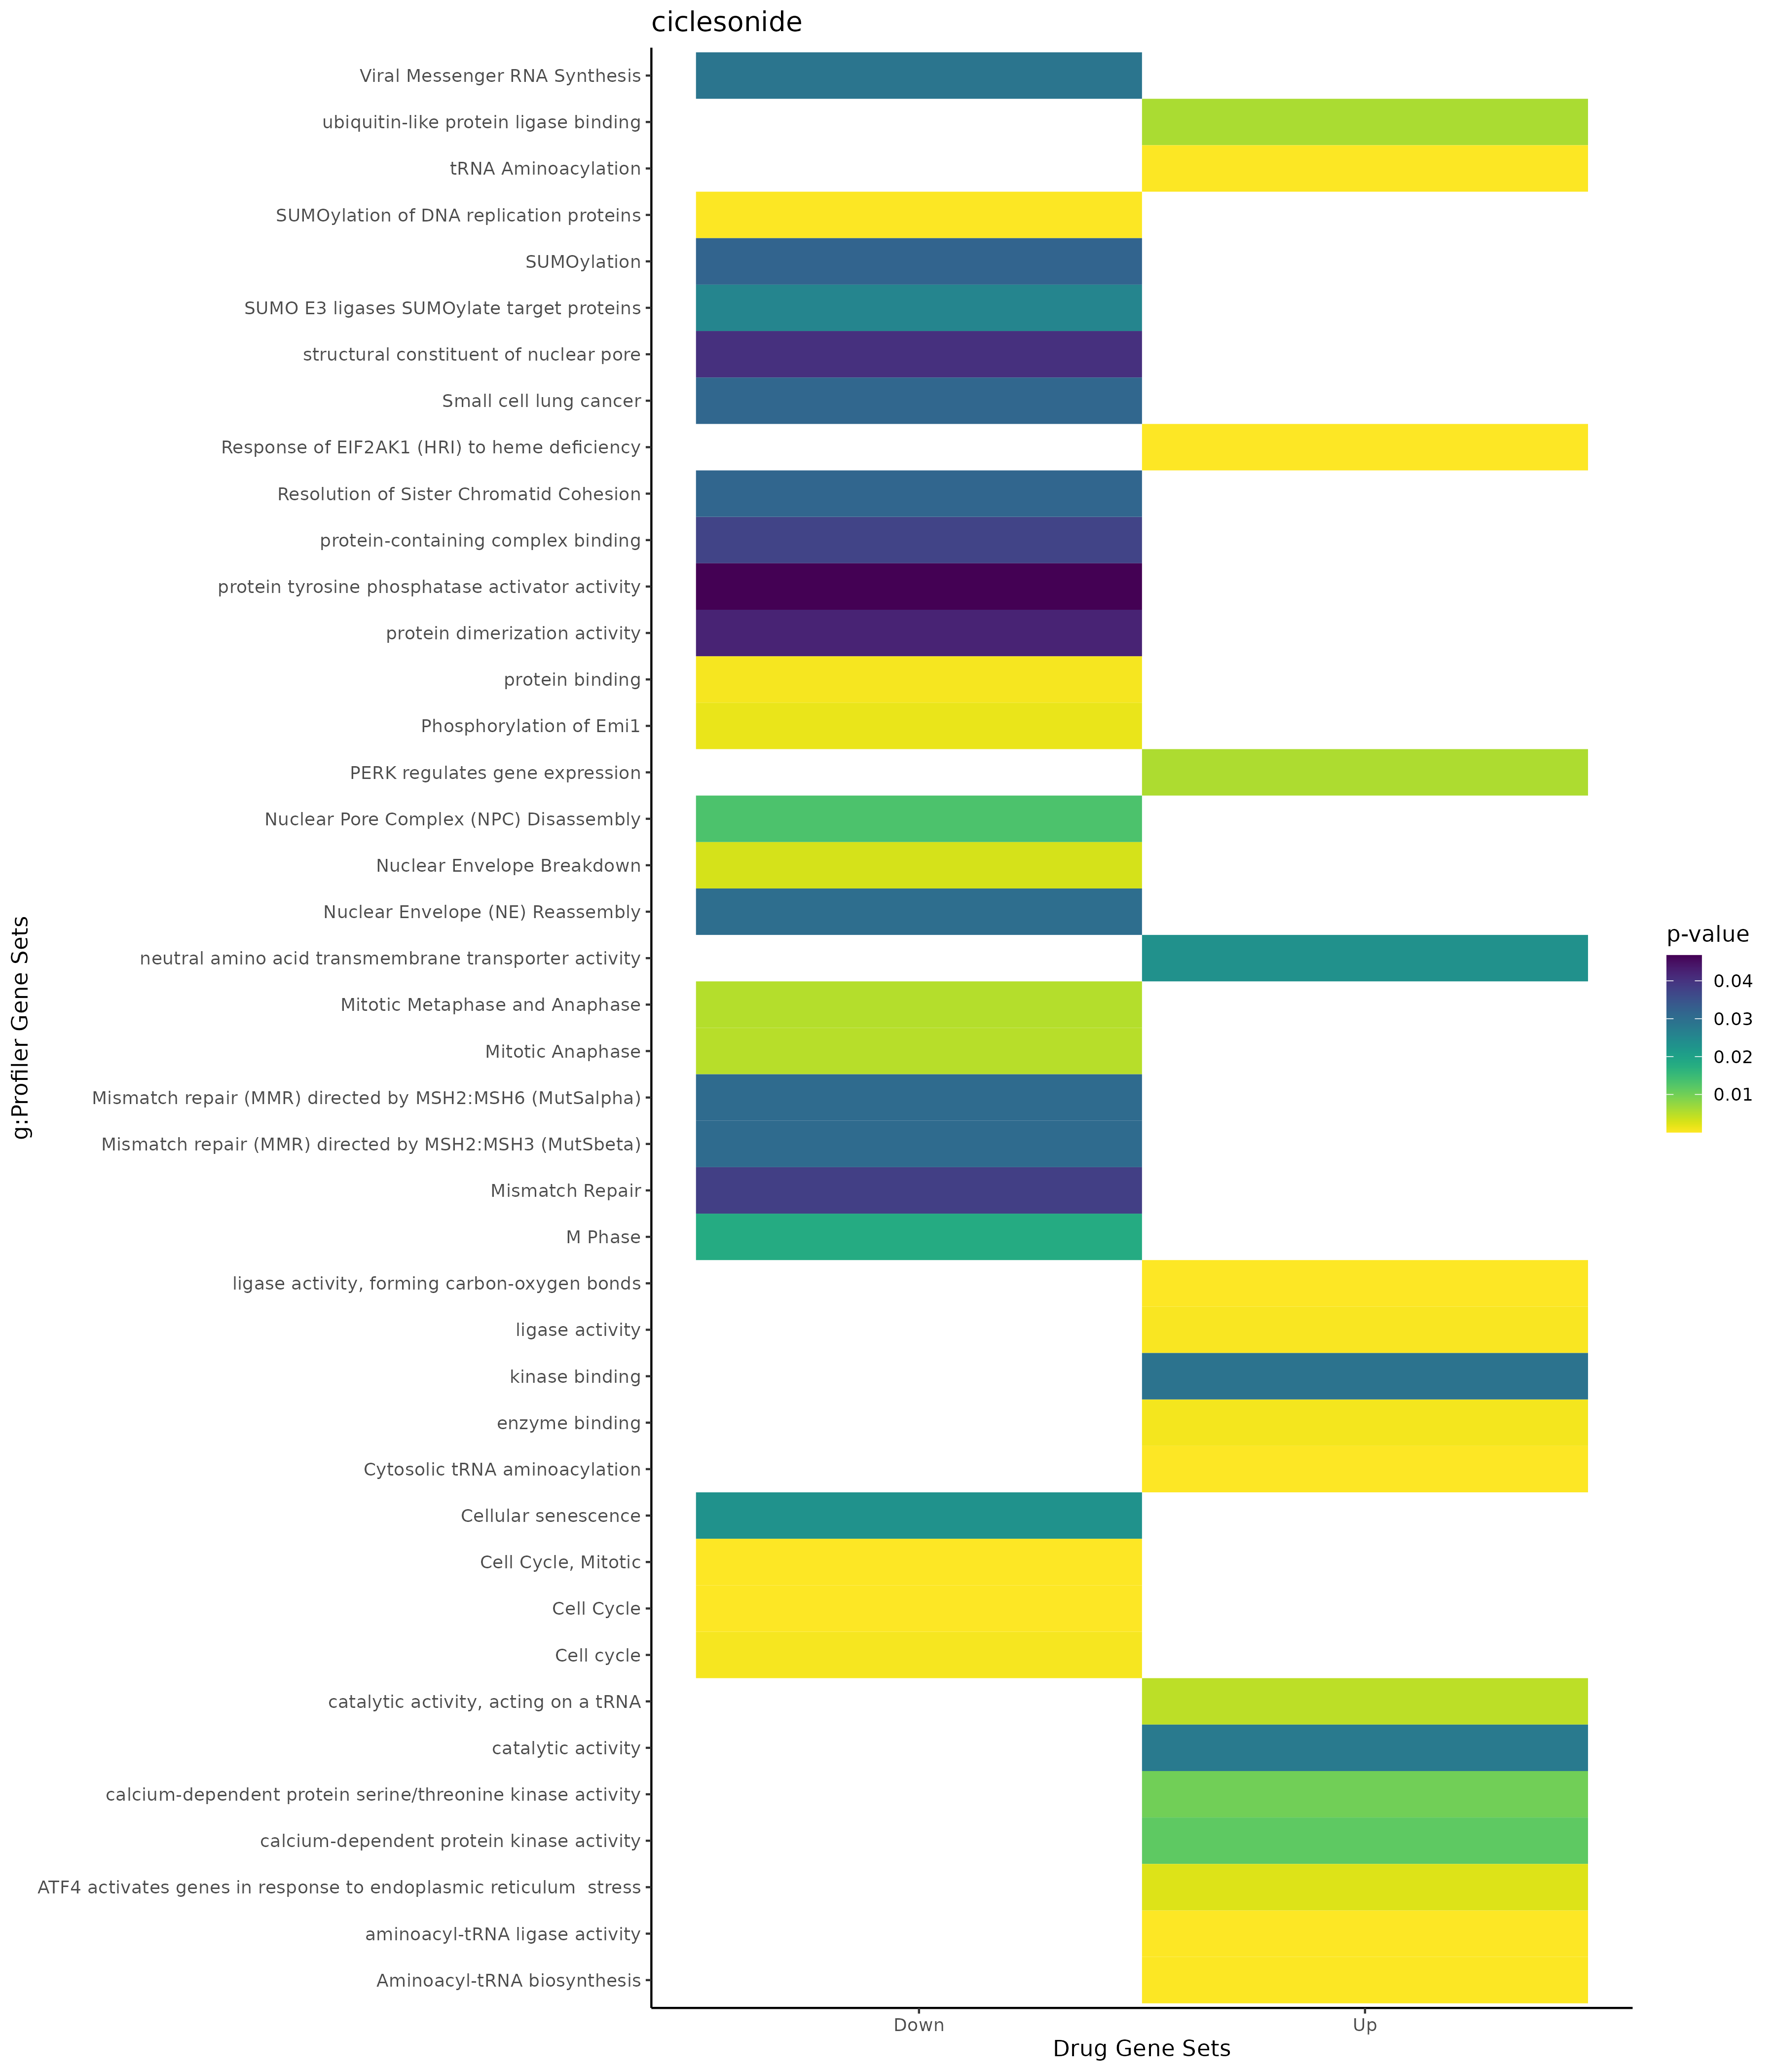 ciclesonide
Viral Messenger RNA Synthesis
ubiquitin-like protein ligase binding
tRNA Aminoacylation
SUMOylation of DNA replication proteins
SUMOylation
SUMO E3 ligases SUMOylate target proteins
structural constituent of nuclear pore
Small cell lung cancer
Response of EIF2AK1 (HRI) to heme deficiency
Resolution of Sister Chromatid Cohesion
protein-containing complex binding
protein tyrosine phosphatase activator activity
protein dimerization activity
protein binding
Phosphorylation of Emi1
PERK regulates gene expression
Nuclear Pore Complex (NPC) Disassembly
Nuclear Envelope Breakdown
Nuclear Envelope (NE) Reassembly
neutral amino acid transmembrane transporter activity
Mitotic Metaphase and Anaphase
Mitotic Anaphase
Mismatch repair (MMR) directed by MSH2:MSH6 (MutSalpha)
Mismatch repair (MMR) directed by MSH2:MSH3 (MutSbeta)
Mismatch Repair
M Phase
ligase activity, forming carbon-oxygen bonds
ligase activity
kinase binding
enzyme binding
Cytosolic tRNA aminoacylation
Cellular senescence
Cell Cycle, Mitotic
Cell Cycle
Cell cycle
catalytic activity, acting on a tRNA
catalytic activity
calcium-dependent protein serine/threonine kinase activity
calcium-dependent protein kinase activity
ATF4 activates genes in response to endoplasmic reticulum  stress
aminoacyl-tRNA ligase activity
Aminoacyl-tRNA biosynthesis
g:Profiler Gene Sets
Down
Up
Drug Gene Sets
p-value
0.04
0.03
0.02
0.01